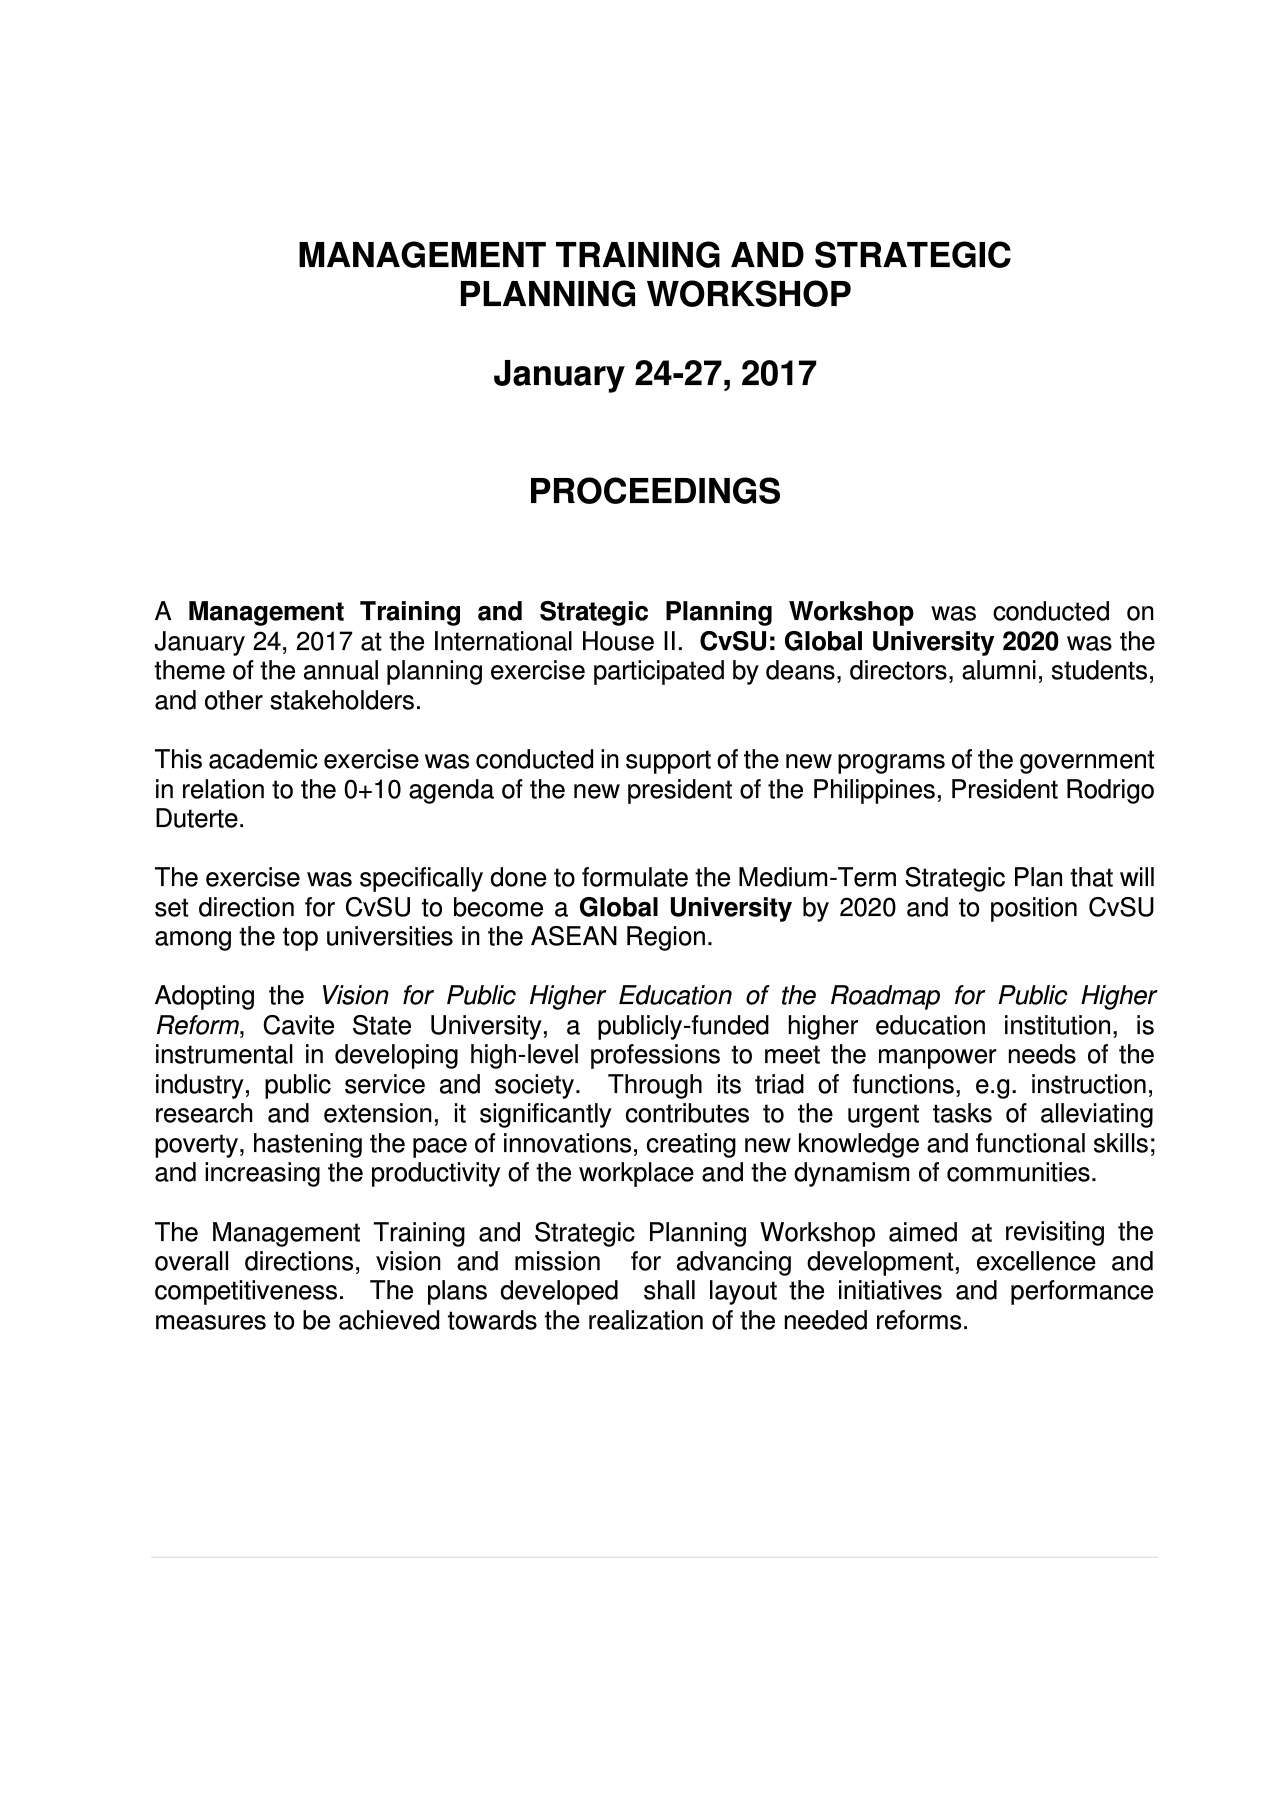 MANAGEMENT TRAINING AND STRATEGIC
PLANNING WORKSHOP
January 24-27, 2017
PROCEEDINGS
A Management Training and Strategic Planning Workshop was conducted on
January 24, 2017 at the International House II.  CvSU: Global University 2020 was the
theme of the annual planning exercise participated by deans, directors, alumni, students,
and other stakeholders.
This academic exercise was conducted in support of the new programs of the government
in relation to the 0+10 agenda of the new president of the Philippines, President Rodrigo
Duterte.
The exercise was specifically done to formulate the Medium-Term Strategic Plan that will
set direction for CvSU to become a Global University by 2020 and to position CvSU
among the top universities in the ASEAN Region.
Adopting the Vision for Public Higher Education of the Roadmap for Public Higher
Reform, Cavite State University, a publicly-funded higher education institution, is
instrumental in developing high-level professions to meet the manpower needs of the
industry, public service and society.  Through its triad of functions, e.g. instruction,
research and extension, it significantly contributes to the urgent tasks of alleviating
poverty, hastening the pace of innovations, creating new knowledge and functional skills;
and increasing the productivity of the workplace and the dynamism of communities.
The Management Training and Strategic Planning Workshop aimed at revisiting the
overall directions, vision and mission  for advancing development, excellence and
competitiveness.  The plans developed  shall layout the initiatives and performance
measures to be achieved towards the realization of the needed reforms.